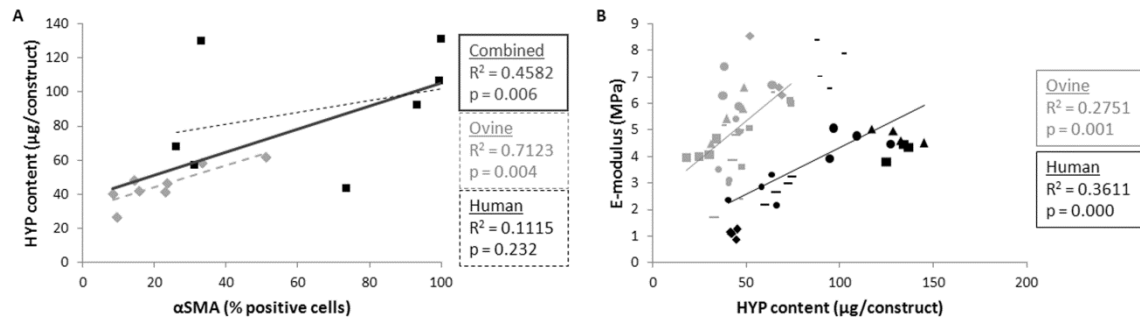 A
B
HYP content (µg/construct)
140
120
100
80
60
40
20
0
0
20
40
60
80
100
αSMA (% positive cells)
Combined
R² = 0.4582
p = 0.006
Ovine
R² = 0.7123
p = 0.004
Human
R² = 0.1115
p = 0.232
E-modulus (MPa)
9
8
7
6
5
4
3
2
1
0
0
50
100
150
200
HYP content (µg/construct)
Ovine
R² = 0.2751
p = 0.001
Human
R² = 0.3611
p = 0.000